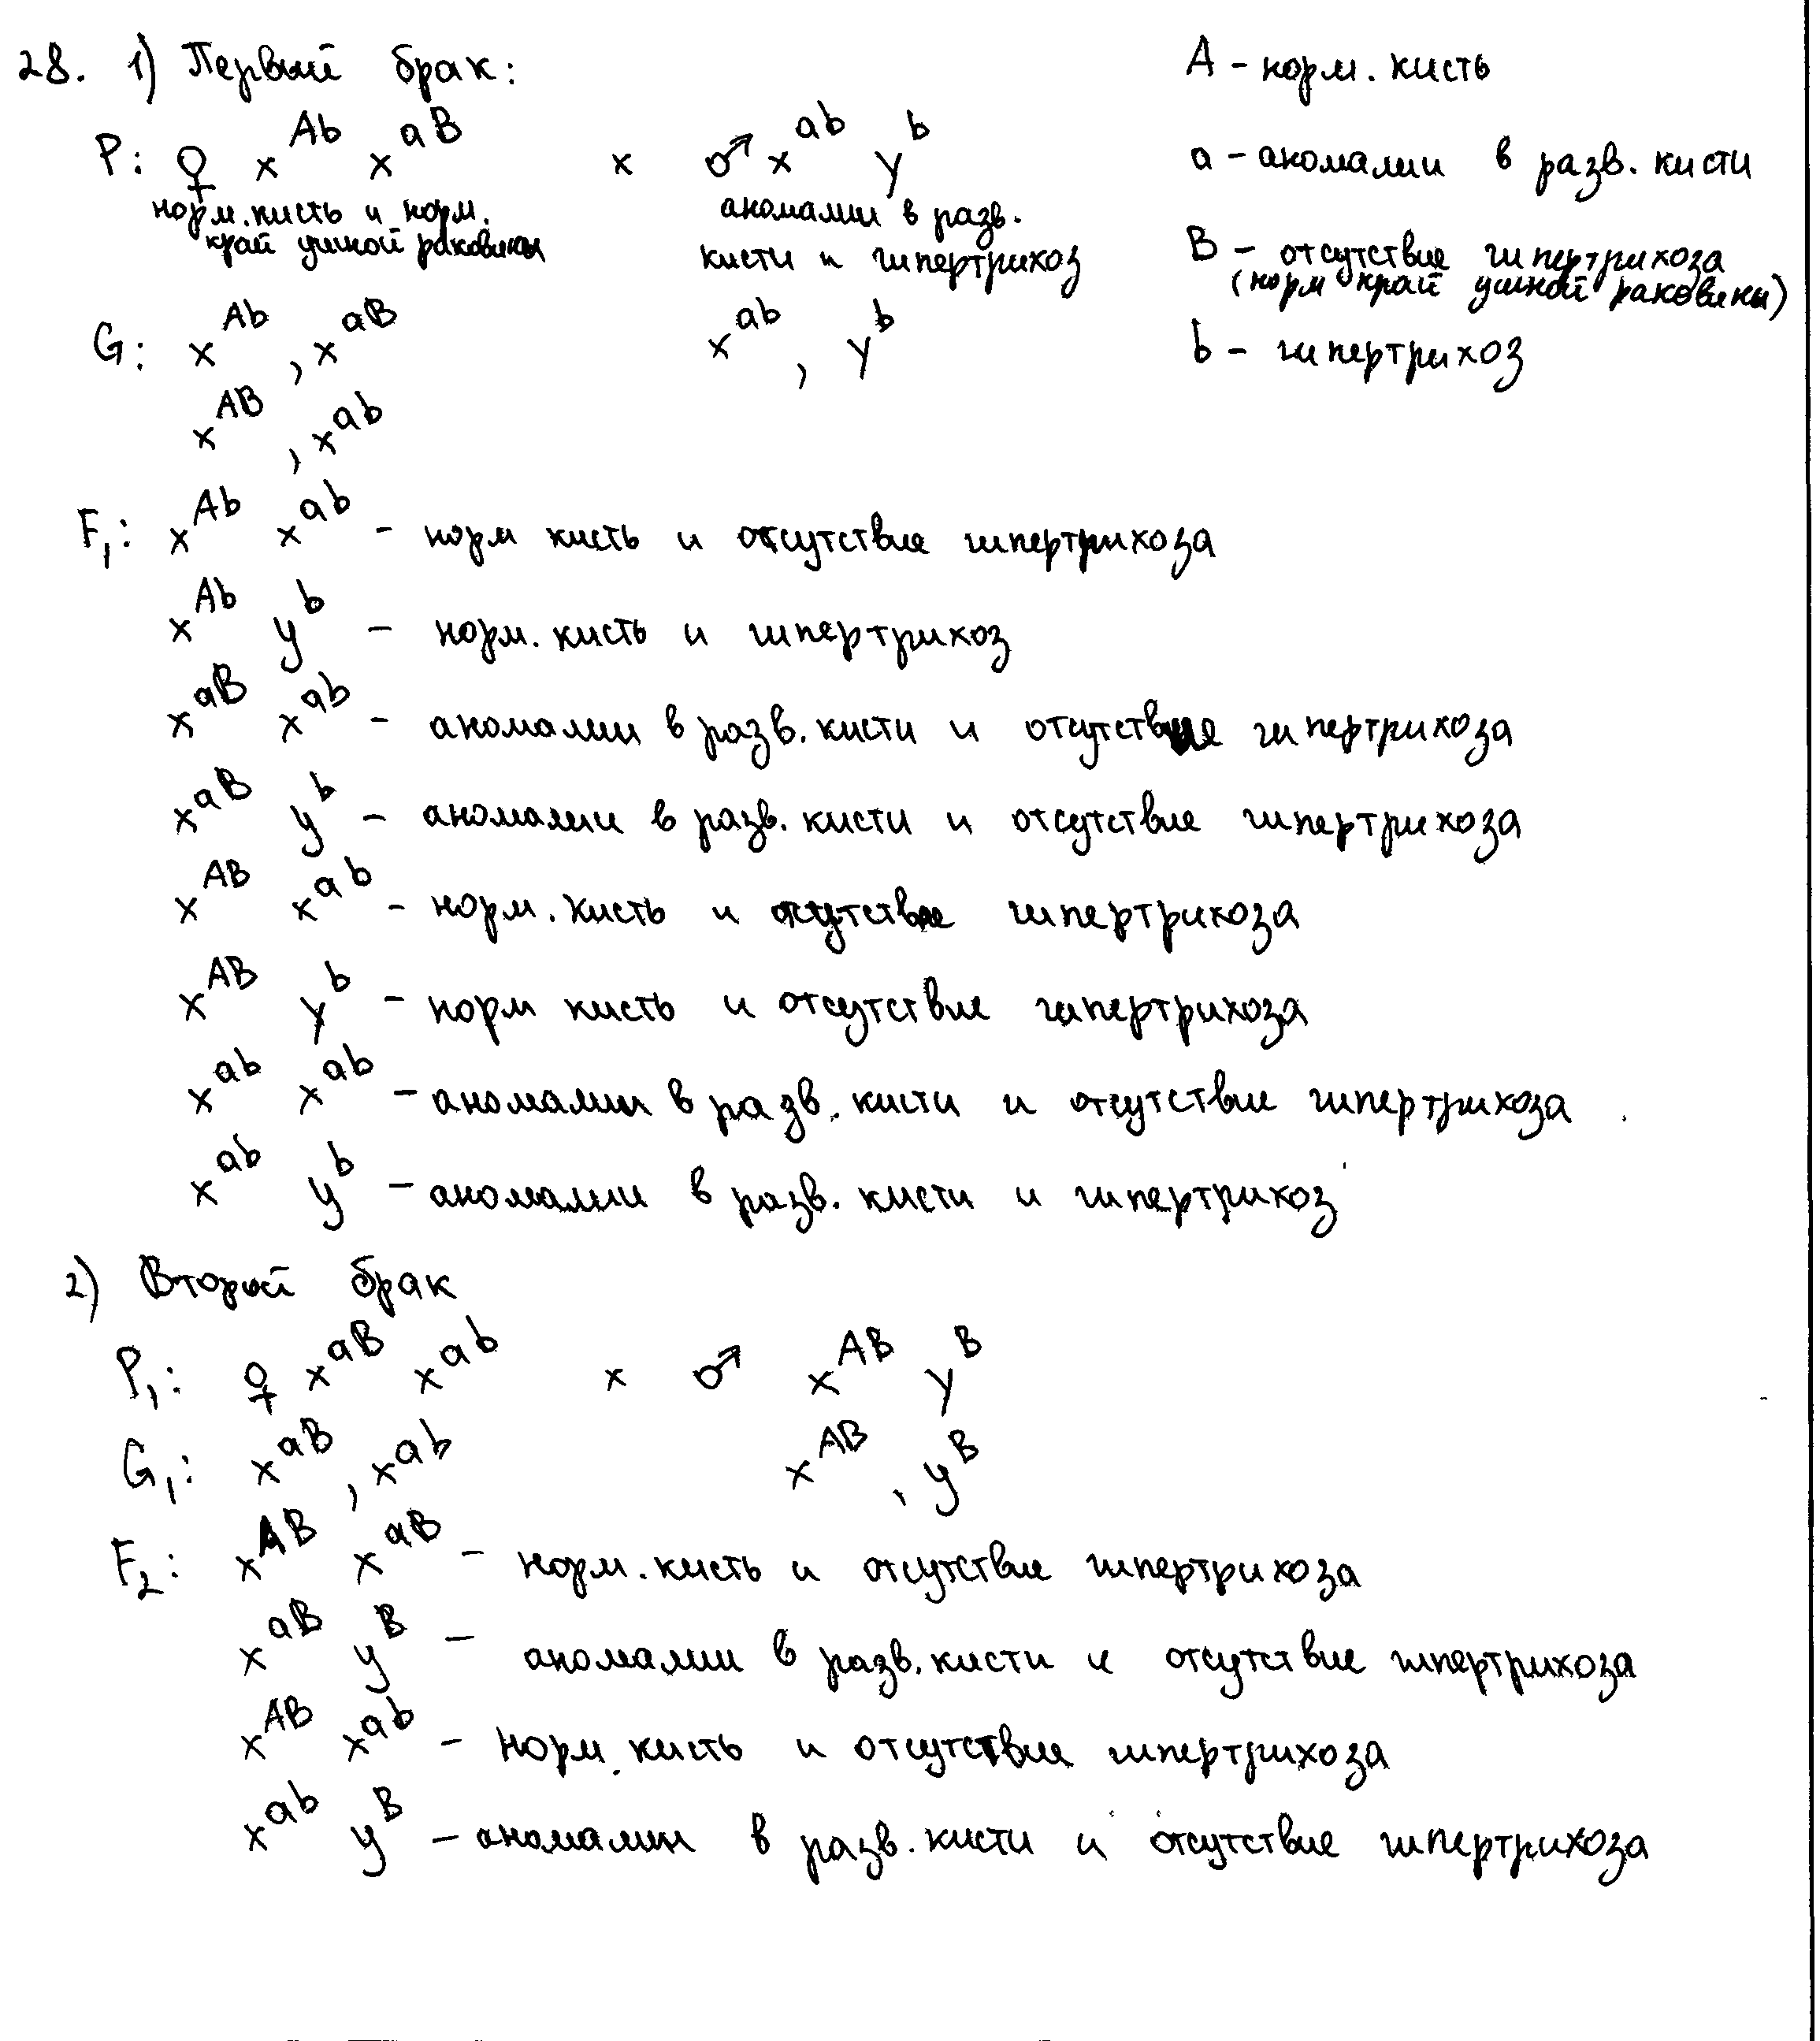 28. 1) Первый брак:
A - норм. кисть
P: ♀ x^Ab x^aB x ♂ x^ab y^b
a - аномалии в разв. кисти
норм. кисть и норм. край ушной раковины
аномалии в разв. кисти и гипертрихоз
B - отсутствие гипертрихоза
(норм край ушной раковины)
G: x^Ab, x^aB x^ab, y^b
b - гипертрихоз
x^AB, x^ab
F1: x^Ab x^ab - норм кисть и отсутствие гипертрихоза
x^Ab y^b - норм. кисть и гипертрихоз
x^aB x^ab - аномалии в разв. кисти и отсутствие гипертрихоза
x^aB y^b - аномалии в разв. кисти и отсутствие гипертрихоза
x^AB x^ab - норм. кисть и отсутствие гипертрихоза
x^AB y^b - норм кисть и отсутствие гипертрихоза
x^ab x^ab - аномалии в разв. кисти и отсутствие гипертрихоза
x^ab y^b - аномалии в разв. кисти и гипертрихоз
2) Второй брак
P1: ♀ x^aB x^ab x ♂ x^AB y^B
G1: x^aB, x^ab x^AB, y^B
F2: x^AB x^aB - норм. кисть и отсутствие гипертрихоза
x^aB y^B - аномалии в разв. кисти и отсутствие гипертрихоза
x^AB x^ab - норм. кисть и отсутствие гипертрихоза
x^ab y^B - аномалии в разв. кисти и отсутствие гипертрихоза